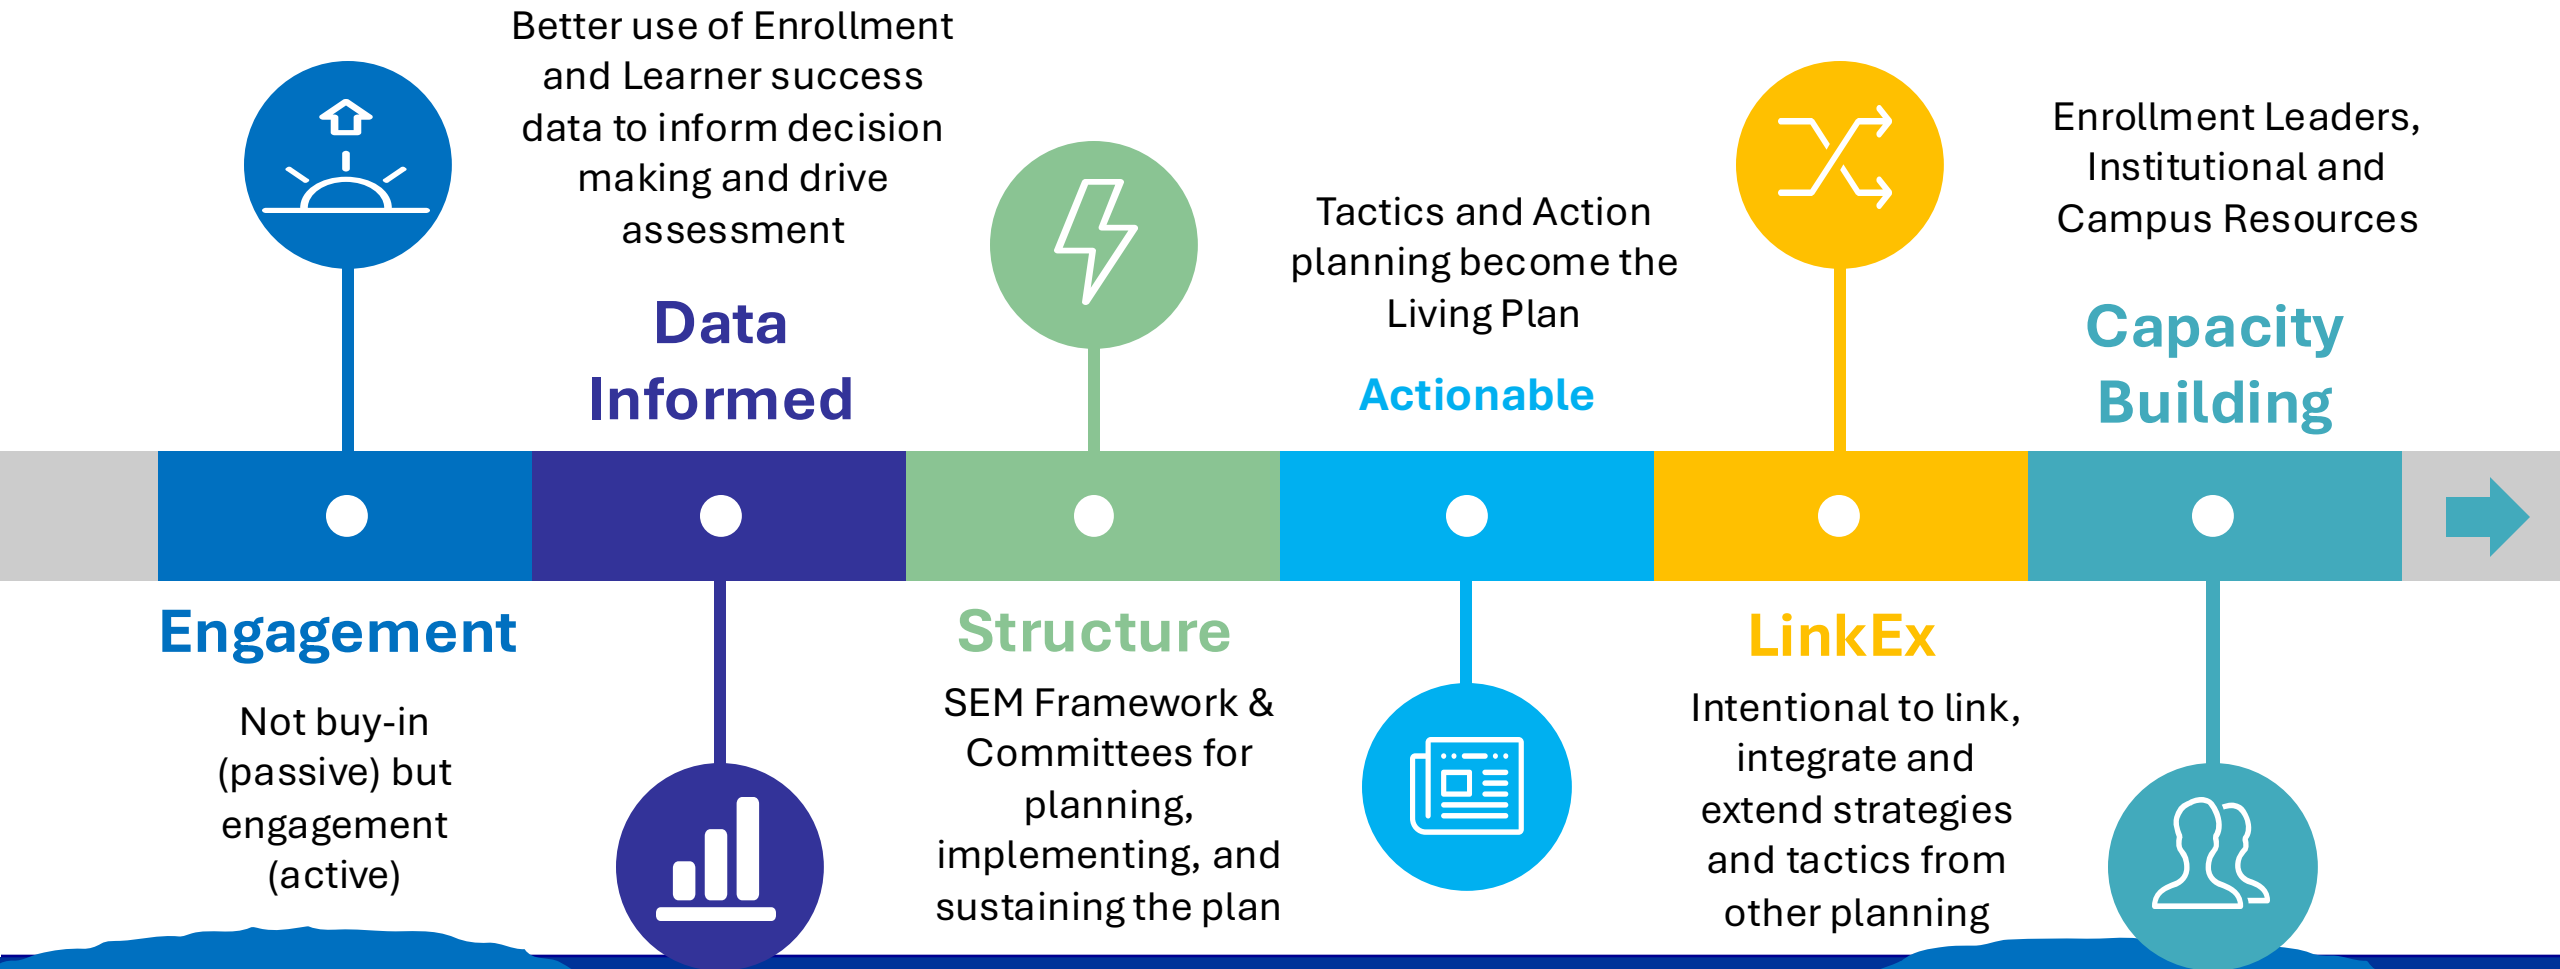 Engagement
Not buy-in
(passive) but
engagement
(active)
Better use of Enrollment
and Learner success
data to inform decision
making and drive
assessment
Data
Informed
Structure
SEM Framework &
Committees for
planning,
implementing, and
sustaining the plan
Tactics and Action
planning become the
Living Plan
Actionable
LinkEx
Intentional to link,
integrate and
extend strategies
and tactics from
other planning
Enrollment Leaders,
Institutional and
Campus Resources
Capacity
Building